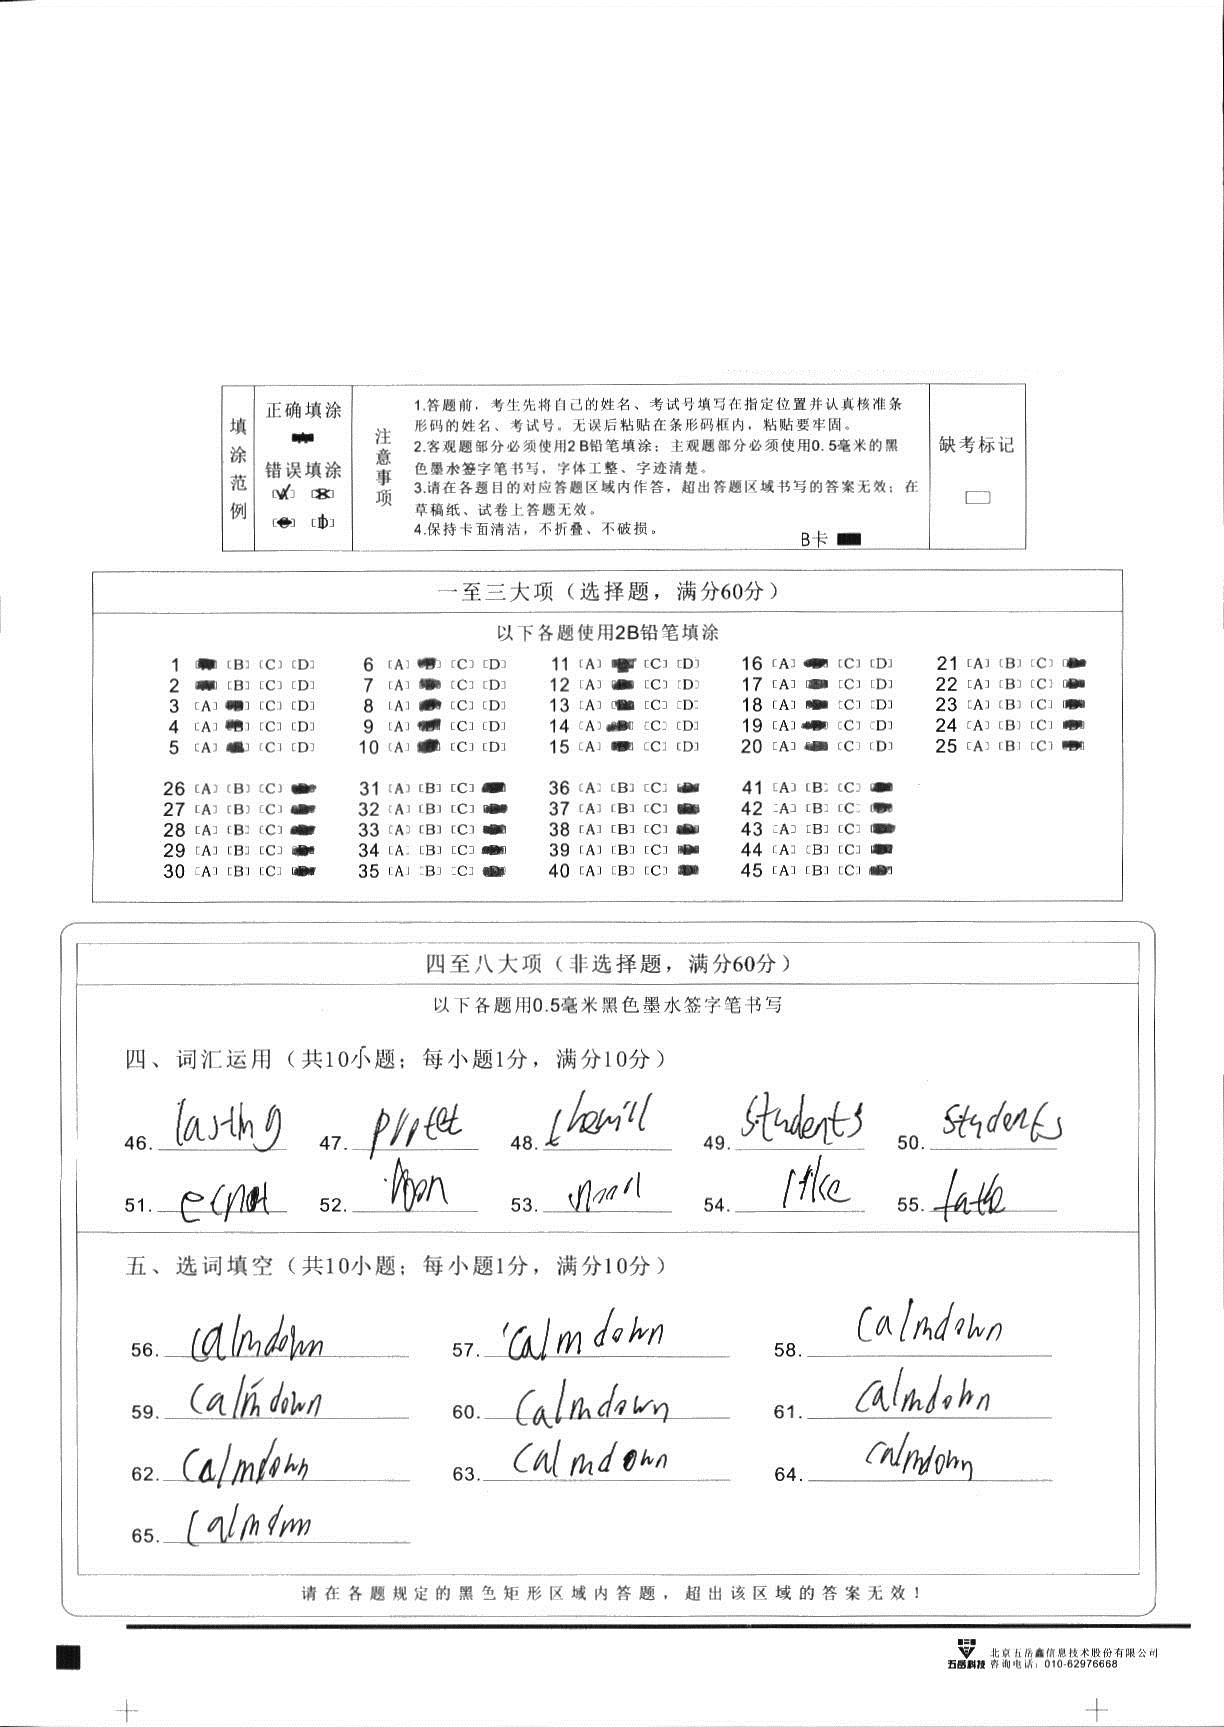 填涂范例
正确填涂
错误填涂
[A] [B]
[C] [D]
注意事项
1.答题前，考生先将自己的姓名、考试号填写在指定位置并认真核准条
形码的姓名、考试号。无误后粘贴在条形码框内，粘贴要牢固。
2.客观题部分必须使用2B铅笔填涂；主观题部分必须使用0.5毫米的黑
色墨水签字笔书写，字体工整、字迹清楚。
3.请在各题目的对应答题区域内作答，超出答题区域书写的答案无效；在
草稿纸、试卷上答题无效。
4.保持卡面清洁，不折叠、不破损。
B卡
缺考标记
一至三大项（选择题，满分60分）
以下各题使用2B铅笔填涂
1 [B] [C] [D] 6 [A] [C] [D] 11 [A] [C] [D] 16 [A] [C] [D] 21 [A] [B] [C]
2 [B] [C] [D] 7 [A] [C] [D] 12 [A] [C] [D] 17 [A] [C] [D] 22 [A] [B] [C]
3 [A] [C] [D] 8 [A] [C] [D] 13 [A] [C] [D] 18 [A] [C] [D] 23 [A] [B] [C]
4 [A] [C] [D] 9 [A] [C] [D] 14 [A] [C] [D] 19 [A] [C] [D] 24 [A] [B] [C]
5 [A] [C] [D] 10 [A] [C] [D] 15 [A] [C] [D] 20 [A] [C] [D] 25 [A] [B] [C]
26 [A] [B] [C] 31 [A] [B] [C] 36 [A] [B] [C] 41 [A] [B] [C]
27 [A] [B] [C] 32 [A] [B] [C] 37 [A] [B] [C] 42 [A] [B] [C]
28 [A] [B] [C] 33 [A] [B] [C] 38 [A] [B] [C] 43 [A] [B] [C]
29 [A] [B] [C] 34 [A] [B] [C] 39 [A] [B] [C] 44 [A] [B] [C]
30 [A] [B] [C] 35 [A] [B] [C] 40 [A] [B] [C] 45 [A] [B] [C]
四至八大项（非选择题，满分60分）
以下各题用0.5毫米黑色墨水签字笔书写
四、词汇运用（共10小题；每小题1分，满分10分）
46. lasting 47. 48. 49. students 50. students
51. 52. 53. 54. like 55.
五、选词填空（共10小题；每小题1分，满分10分）
56. calmdown 57. calmdown 58. calmdown
59. calmdown 60. calmdown 61. calmdown
62. calmdown 63. calmdown 64. calmdown
65. calmdown
请在各题规定的黑色矩形区域内答题，超出该区域的答案无效！
五岳科技
北京五岳鑫信息技术股份有限公司
咨询电话：010-62976668